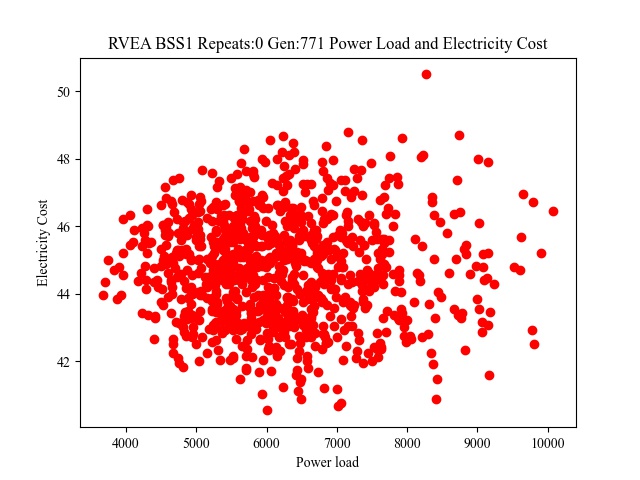 RVEA BSS1 Repeats:0 Gen:771 Power Load and Electricity Cost
50
48
46
44
42
Electricity Cost
4000 5000 6000 7000 8000 9000 10000
Power load